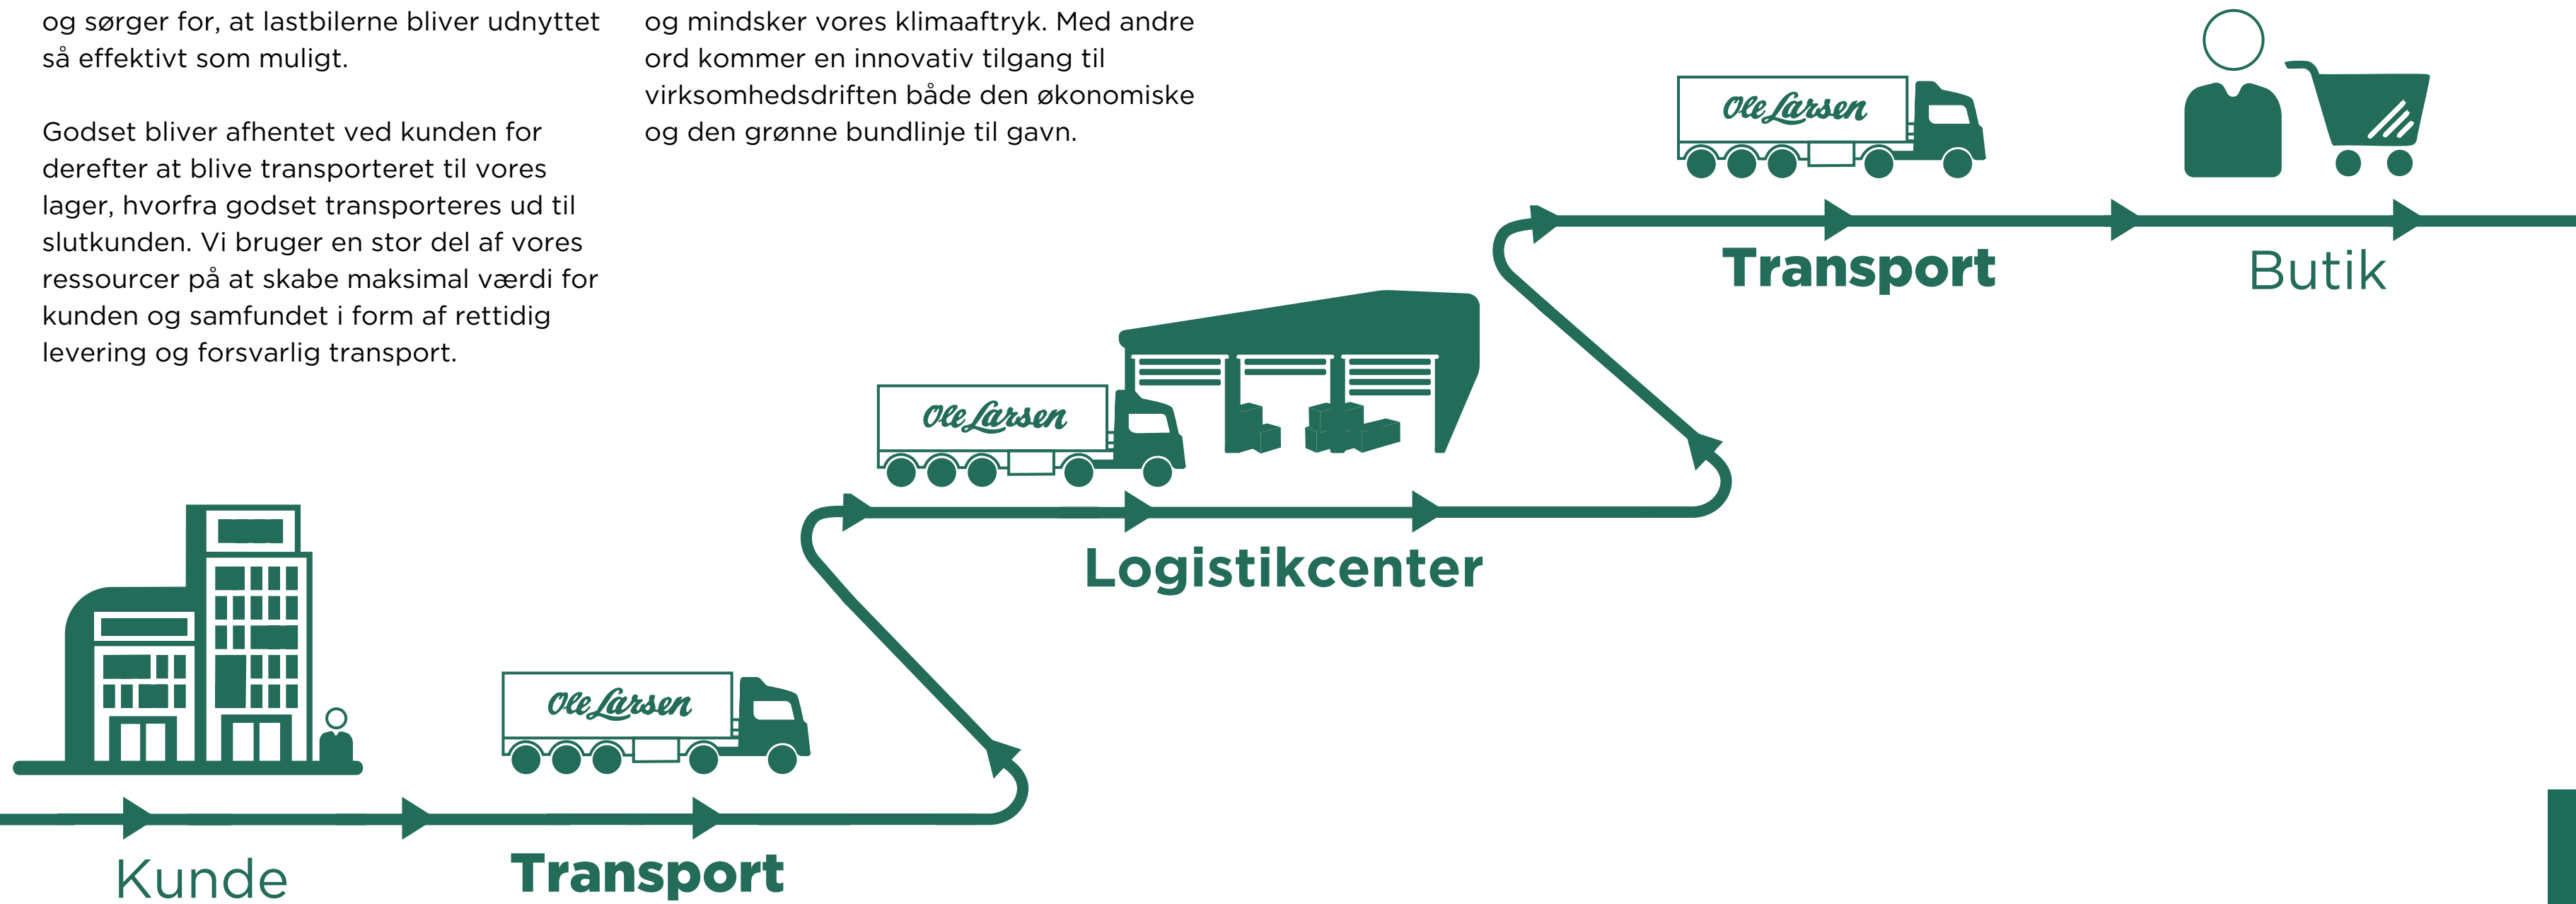 og sørger for, at lastbilerne bliver udnyttet
så effektivt som muligt.
Godset bliver afhentet ved kunden for
derefter at blive transporteret til vores
lager, hvorfra godset transporteres ud til
slutkunden. Vi bruger en stor del af vores
ressourcer på at skabe maksimal værdi for
kunden og samfundet i form af rettidig
levering og forsvarlig transport.
og mindsker vores klimaaftryk. Med andre
ord kommer en innovativ tilgang til
virksomhedsdriften både den økonomiske
og den grønne bundlinje til gavn.
Ole Larsen
Transport
Butik
Ole Larsen
Logistikcenter
Ole Larsen
Kunde
Transport